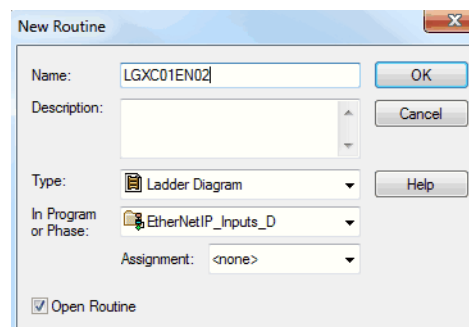 New Routine
Name: LGXC01EN02 OK
Description: Cancel
Type: Ladder Diagram Help
In Program
or Phase: EtherNetIP_Inputs_D
Assignment: <none>
Open Routine